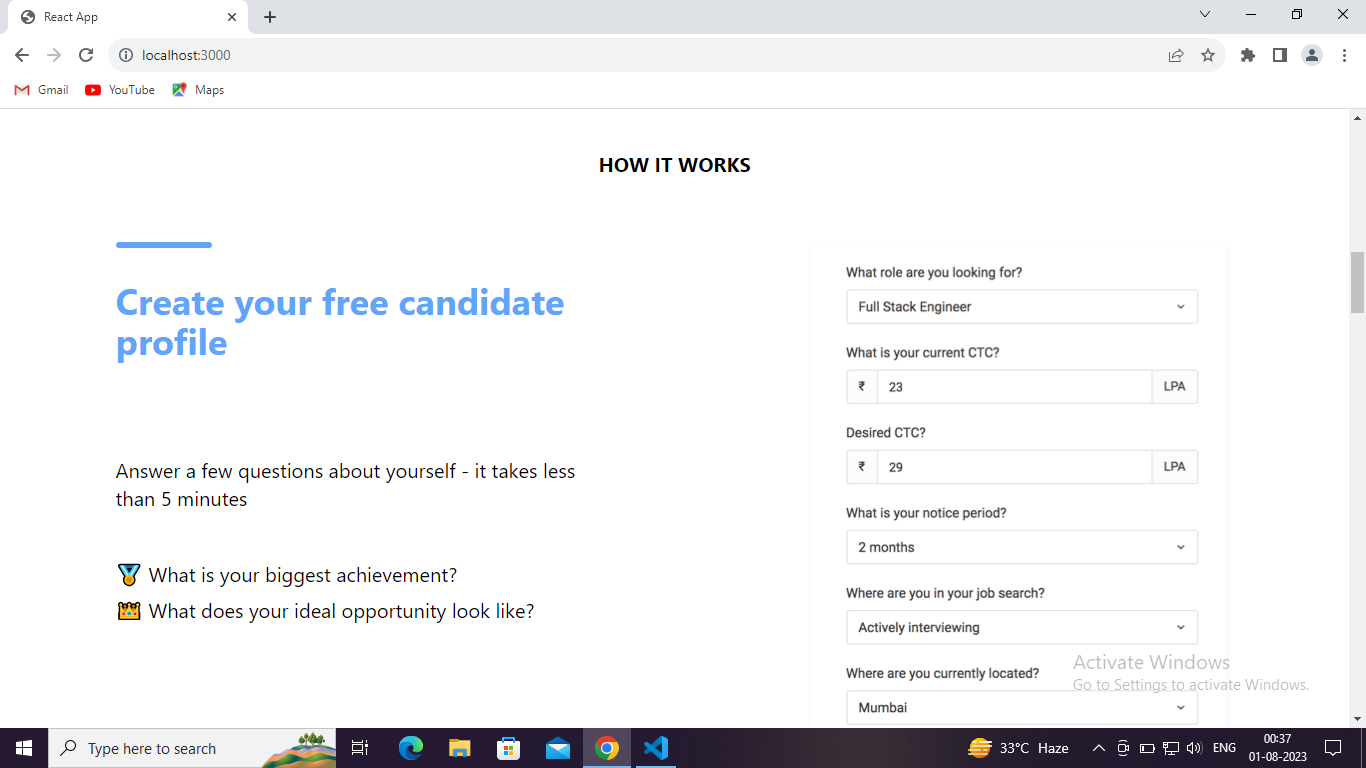 React App
localhost:3000
Gmail
YouTube
Maps
HOW IT WORKS
Create your free candidate
profile
Answer a few questions about yourself - it takes less
than 5 minutes
🏅 What is your biggest achievement?
👑 What does your ideal opportunity look like?
What role are you looking for?
Full Stack Engineer
What is your current CTC?
₹ 23 LPA
Desired CTC?
₹ 29 LPA
What is your notice period?
2 months
Where are you in your job search?
Actively interviewing
Where are you currently located?
Mumbai
Activate Windows
Go to Settings to activate Windows.
Type here to search
33°C Haze
ENG
00:37
01-08-2023